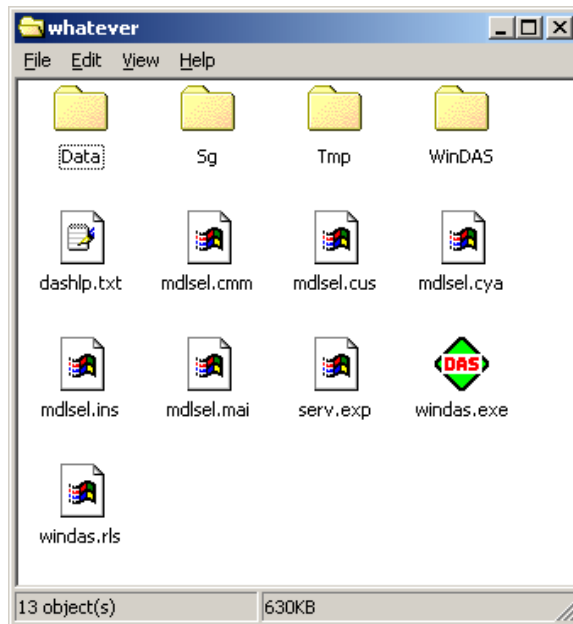 whatever
File Edit View Help
Data Sg Tmp WinDAS
dashlp.txt mdlsel.cmm mdlsel.cus mdlsel.cya
DAS
mdlsel.ins mdlsel.mai serv.exp windas.exe
windas.rls
13 object(s) 630KB